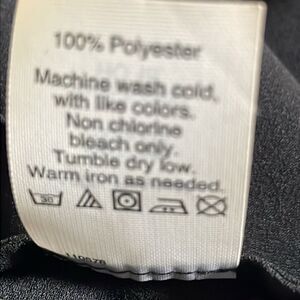 100% Polyester
Machine wash cold,
with like colors.
Non chlorine
bleach only.
Tumble dry low.
Warm iron as needed.
30